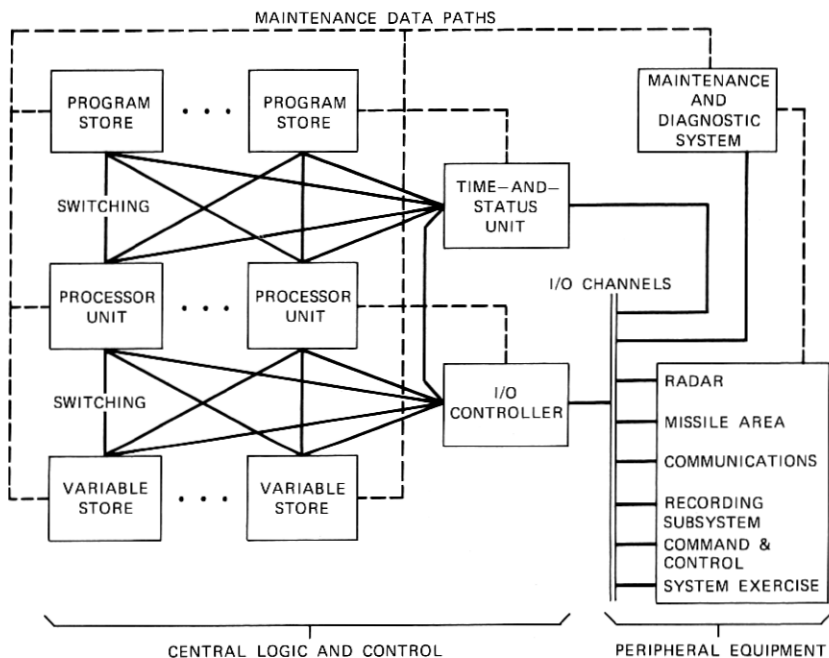 MAINTENANCE DATA PATHS
PROGRAM
STORE
PROGRAM
STORE
MAINTENANCE
AND
DIAGNOSTIC
SYSTEM
SWITCHING
TIME-AND-
STATUS
UNIT
PROCESSOR
UNIT
PROCESSOR
UNIT
I/O CHANNELS
SWITCHING
I/O
CONTROLLER
RADAR
MISSILE AREA
COMMUNICATIONS
RECORDING
SUBSYSTEM
COMMAND &
CONTROL
SYSTEM EXERCISE
VARIABLE
STORE
VARIABLE
STORE
CENTRAL LOGIC AND CONTROL
PERIPHERAL EQUIPMENT